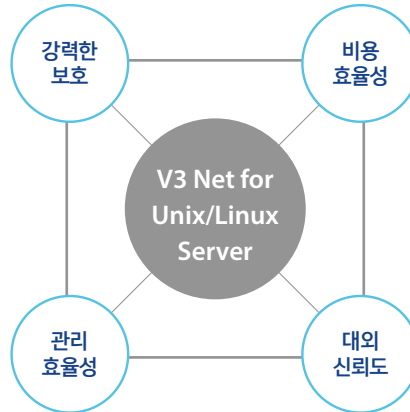 강력한
보호
비용
효율성
V3 Net for
Unix/Linux
Server
관리
효율성
대외
신뢰도